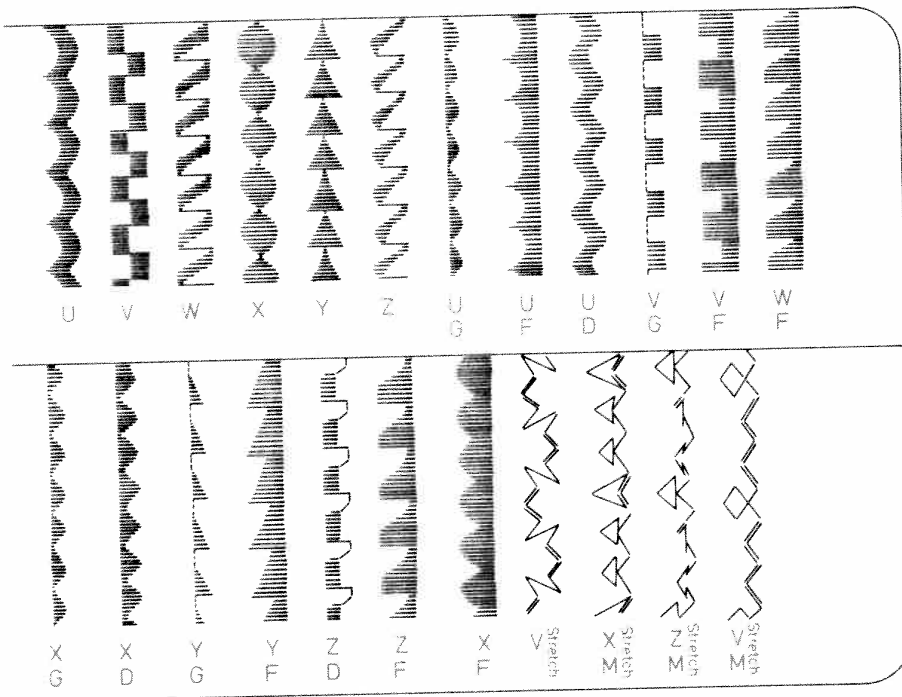 U V W X Y Z U U U V V W
G F D G F F
X X Y Y Z Z X V Stretch X Stretch Z Stretch V Stretch
G D G F D F F M M M